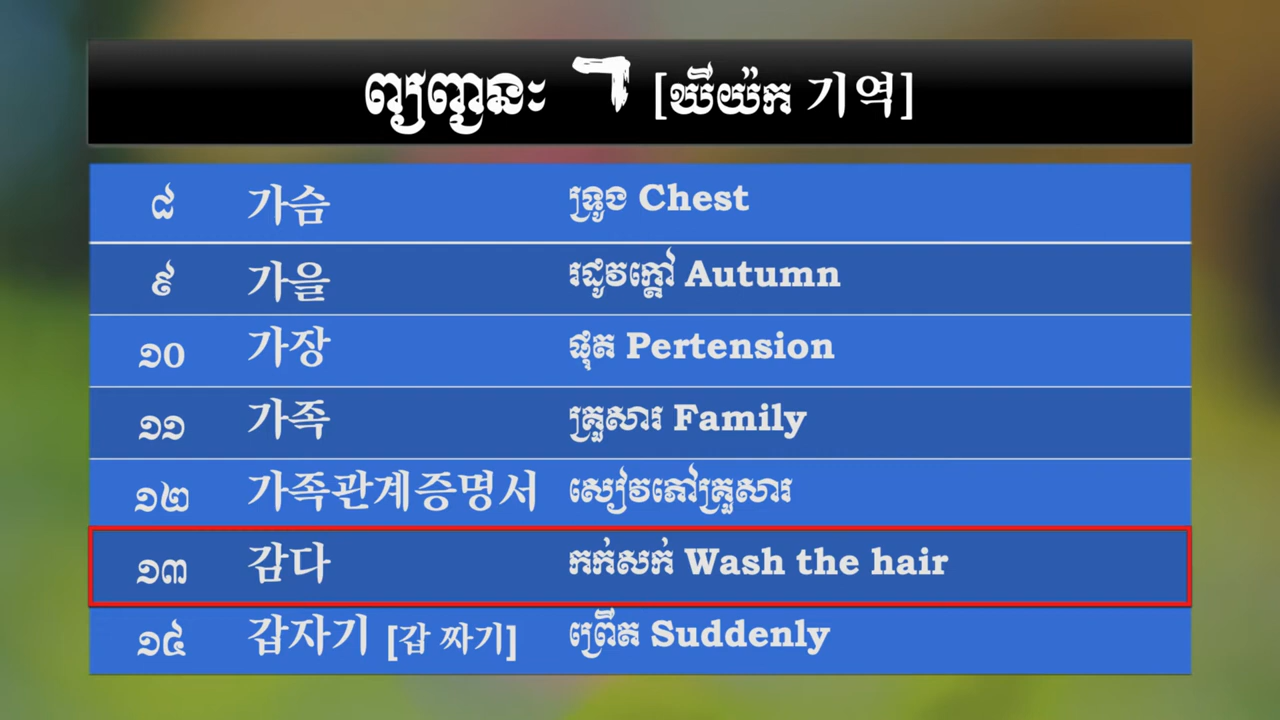 ព្យញ្ជនៈ ㄱ [ឃីយ៉ក 기역]
៨ 가슴 ទ្រូង Chest
៩ 가을 រដូវក្តៅ Autumn
១០ 가장 ផុត Pertension
១១ 가족 គ្រួសារ Family
១២ 가족관계증명서 សៀវភៅគ្រួសារ
១៣ 감다 កក់សក់ Wash the hair
១៤ 갑자기 [갑 짜기] ព្រើត Suddenly